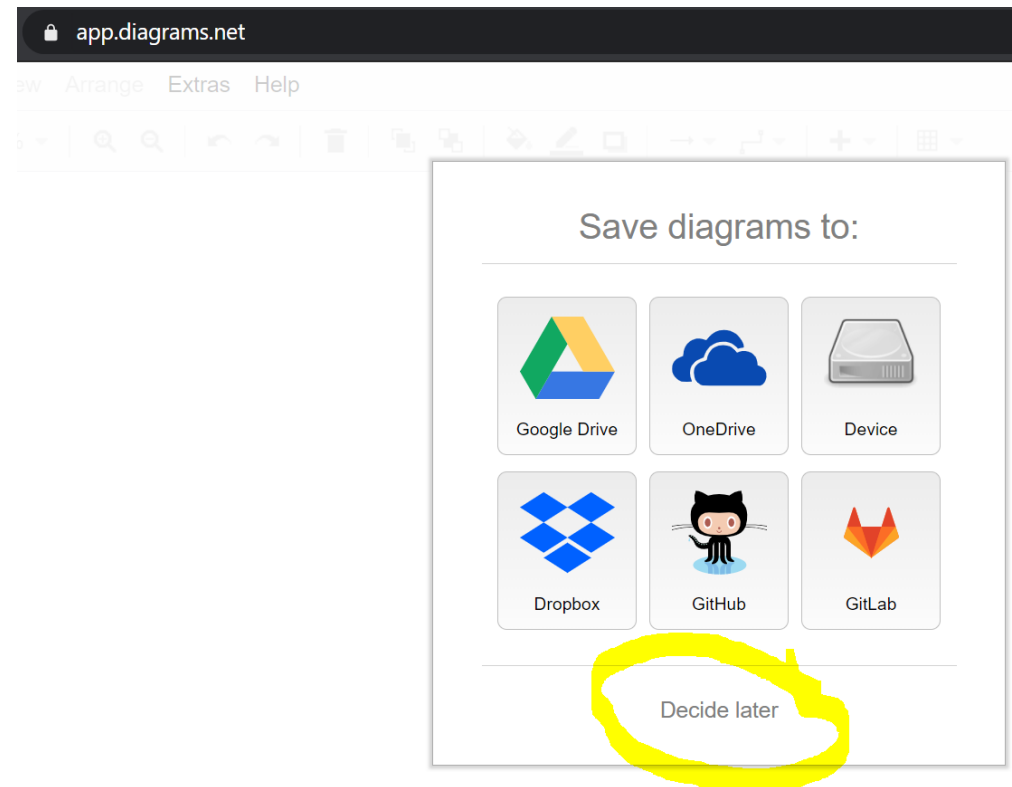 app.diagrams.net
Arrange Extras Help
Save diagrams to:
Google Drive OneDrive Device
Dropbox GitHub GitLab
Decide later